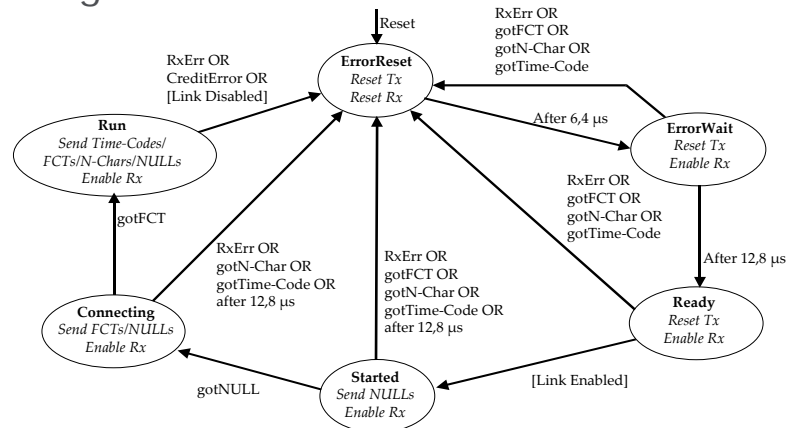 Reset
RxErr OR
gotFCT OR
gotN-Char OR
gotTime-Code
RxErr OR
CreditError OR
[Link Disabled]
ErrorReset
Reset Tx
Reset Rx
After 6,4 µs
Run
Send Time-Codes/
FCTs/N-Chars/NULLs
Enable Rx
ErrorWait
Reset Tx
Enable Rx
RxErr OR
gotFCT OR
gotN-Char OR
gotTime-Code
gotFCT
RxErr OR
gotN-Char OR
gotTime-Code OR
after 12,8 µs
RxErr OR
gotFCT OR
gotN-Char OR
gotTime-Code OR
after 12,8 µs
After 12,8 µs
Connecting
Send FCTs/NULLs
Enable Rx
Ready
Reset Tx
Enable Rx
gotNULL
Started
Send NULLs
Enable Rx
[Link Enabled]